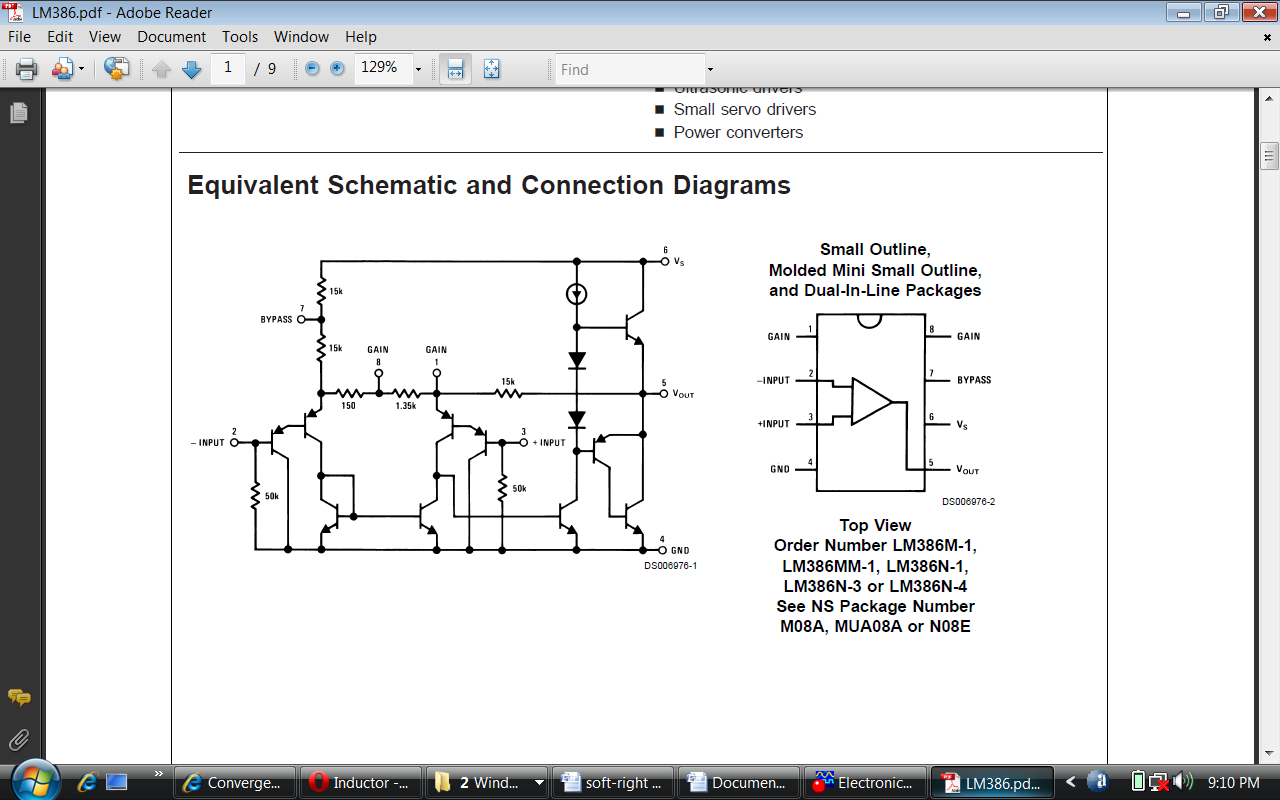 LM386.pdf - Adobe Reader
File Edit View Document Tools Window Help
1 / 9 129% Find
Ultrasonic drivers
■ Small servo drivers
■ Power converters
Equivalent Schematic and Connection Diagrams
6
VS
15k
7
BYPASS
15k
GAIN
8
GAIN
1
150
1.35k
15k
5
VOUT
2
– INPUT
3
+ INPUT
50k
50k
4
GND
DS006976-1
Small Outline,
Molded Mini Small Outline,
and Dual-In-Line Packages
GAIN 1 8 GAIN
–INPUT 2 7 BYPASS
+INPUT 3 6 VS
GND 4 5 VOUT
DS006976-2
Top View
Order Number LM386M-1,
LM386MM-1, LM386N-1,
LM386N-3 or LM386N-4
See NS Package Number
M08A, MUA08A or N08E
» Converge... Inductor -... 2 Wind... soft-right ... Documen... Electronic... LM386.pd... < a 9:10 PM